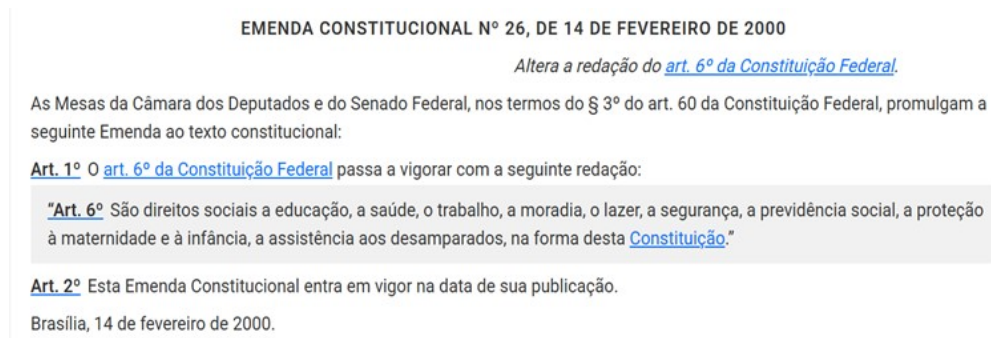 EMENDA CONSTITUCIONAL Nº 26, DE 14 DE FEVEREIRO DE 2000
Altera a redação do art. 6º da Constituição Federal.
As Mesas da Câmara dos Deputados e do Senado Federal, nos termos do § 3º do art. 60 da Constituição Federal, promulgam a
seguinte Emenda ao texto constitucional:
Art. 1º O art. 6º da Constituição Federal passa a vigorar com a seguinte redação:
“Art. 6º São direitos sociais a educação, a saúde, o trabalho, a moradia, o lazer, a segurança, a previdência social, a proteção
à maternidade e à infância, a assistência aos desamparados, na forma desta Constituição.”
Art. 2º Esta Emenda Constitucional entra em vigor na data de sua publicação.
Brasília, 14 de fevereiro de 2000.